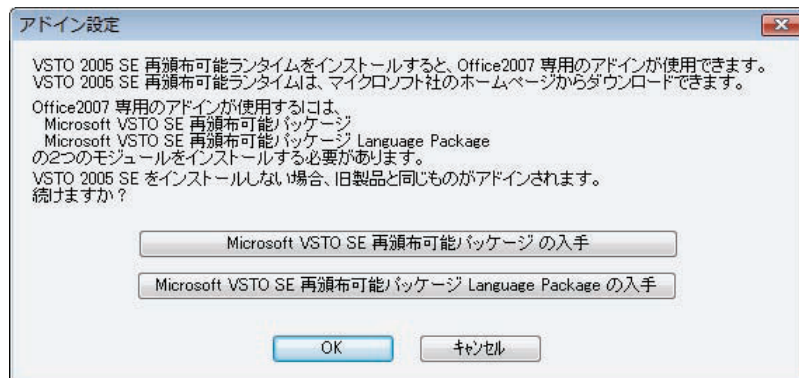 アドイン設定
VSTO 2005 SE 再頒布可能ランタイムをインストールすると、Office2007 専用のアドインが使用できます。
VSTO 2005 SE 再頒布可能ランタイムは、マイクロソフト社のホームページからダウンロードできます。
Office2007 専用のアドインが使用するには、
Microsoft VSTO SE 再頒布可能パッケージ
Microsoft VSTO SE 再頒布可能パッケージ Language Package
の2つのモジュールをインストールする必要があります。
VSTO 2005 SE をインストールしない場合、旧製品と同じものがアドインされます。
続けますか？
Microsoft VSTO SE 再頒布可能パッケージ の入手
Microsoft VSTO SE 再頒布可能パッケージ Language Package の入手
OK
キャンセル